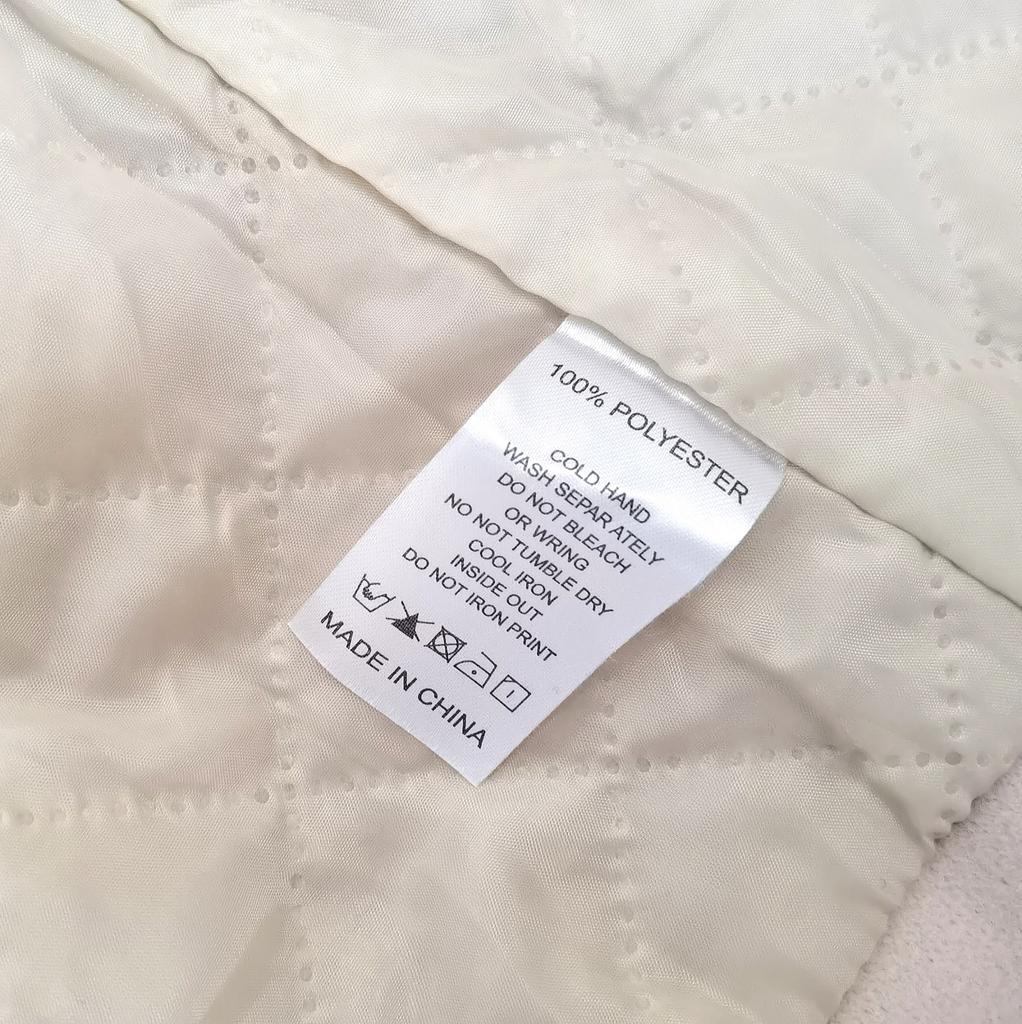 100% POLYESTER
COLD HAND
WASH SEPAR ATELY
DO NOT BLEACH
OR WRING
NO NOT TUMBLE DRY
COOL IRON
INSIDE OUT
DO NOT IRON PRINT
MADE IN CHINA